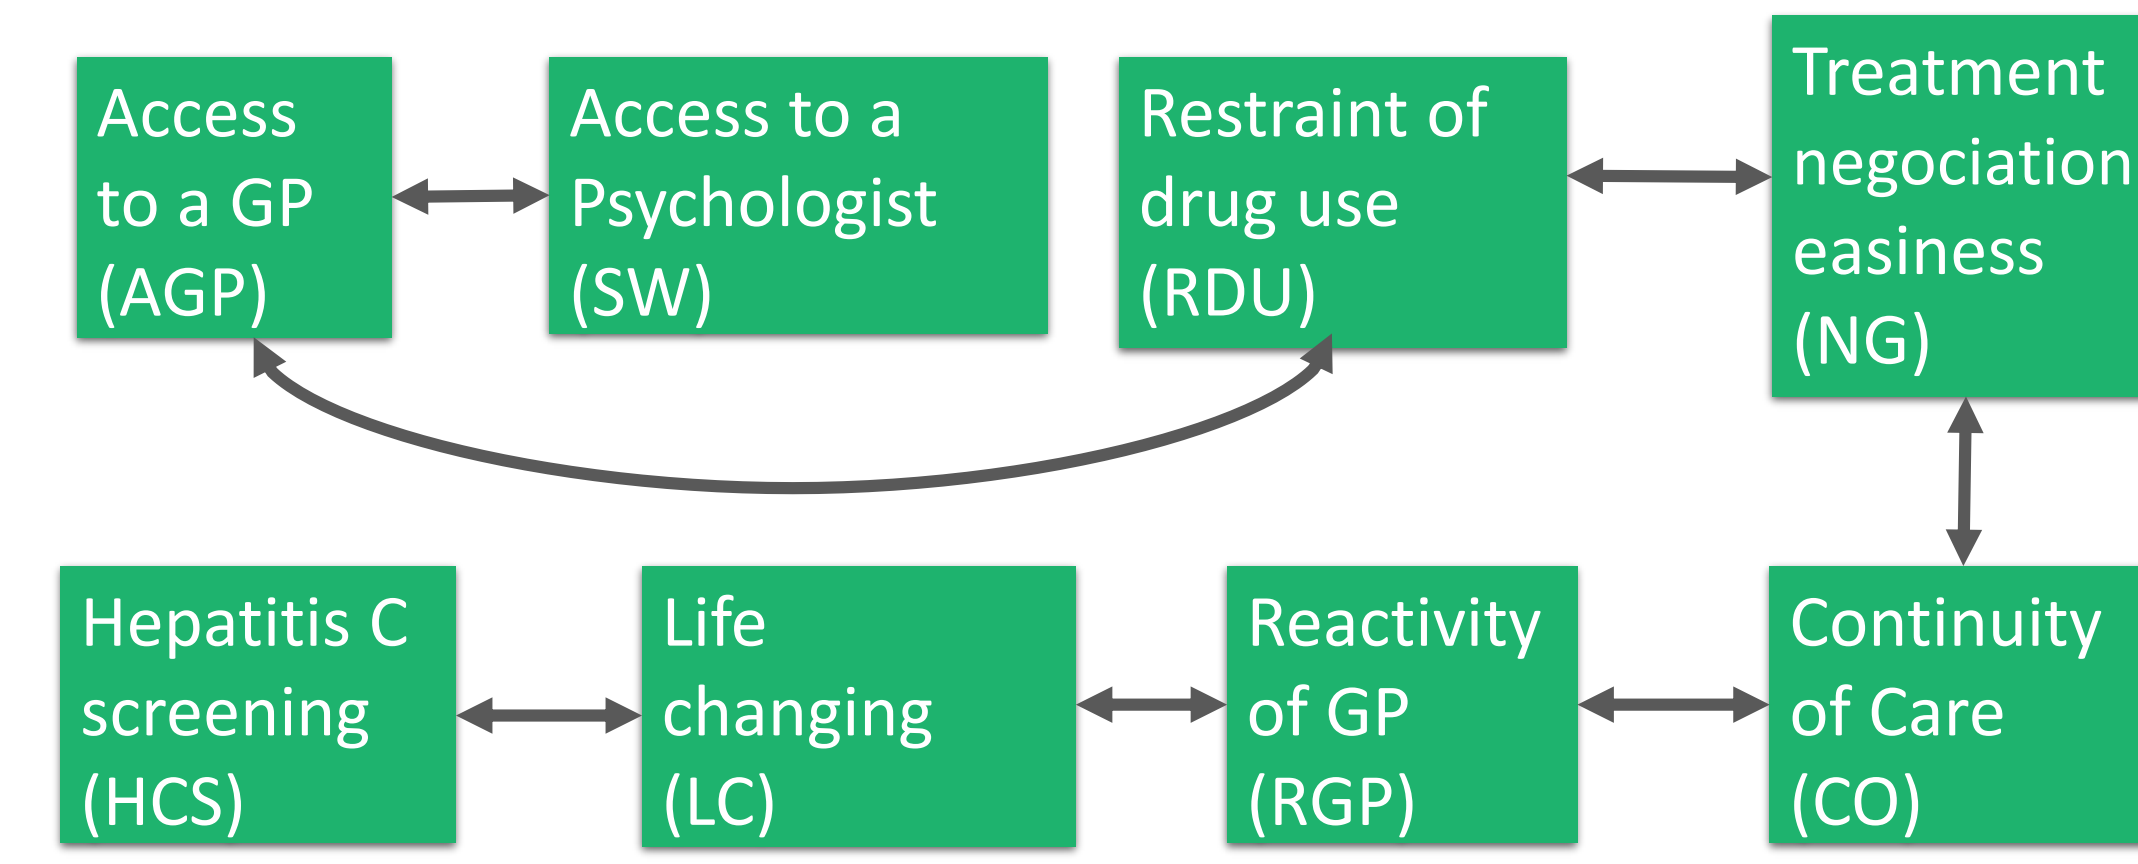 Access
to a GP
(AGP)
Access to a
Psychologist
(SW)
Restraint of
drug use
(RDU)
Treatment
negociation
easiness
(NG)
Hepatitis C
screening
(HCS)
Life
changing
(LC)
Reactivity
of GP
(RGP)
Continuity
of Care
(CO)